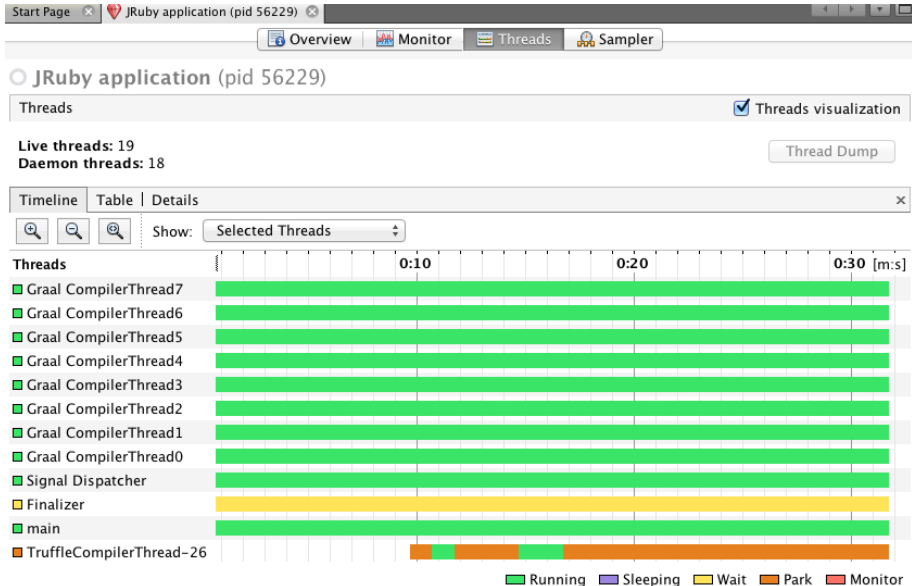 Start Page JRuby application (pid 56229)
Overview Monitor Threads Sampler
JRuby application (pid 56229)
Threads Threads visualization
Live threads: 19
Daemon threads: 18
Thread Dump
Timeline Table Details
Show: Selected Threads
Threads 0:10 0:20 0:30 [m:s]
Graal CompilerThread7
Graal CompilerThread6
Graal CompilerThread5
Graal CompilerThread4
Graal CompilerThread3
Graal CompilerThread2
Graal CompilerThread1
Graal CompilerThread0
Signal Dispatcher
Finalizer
main
TruffleCompilerThread-26
Running Sleeping Wait Park Monitor